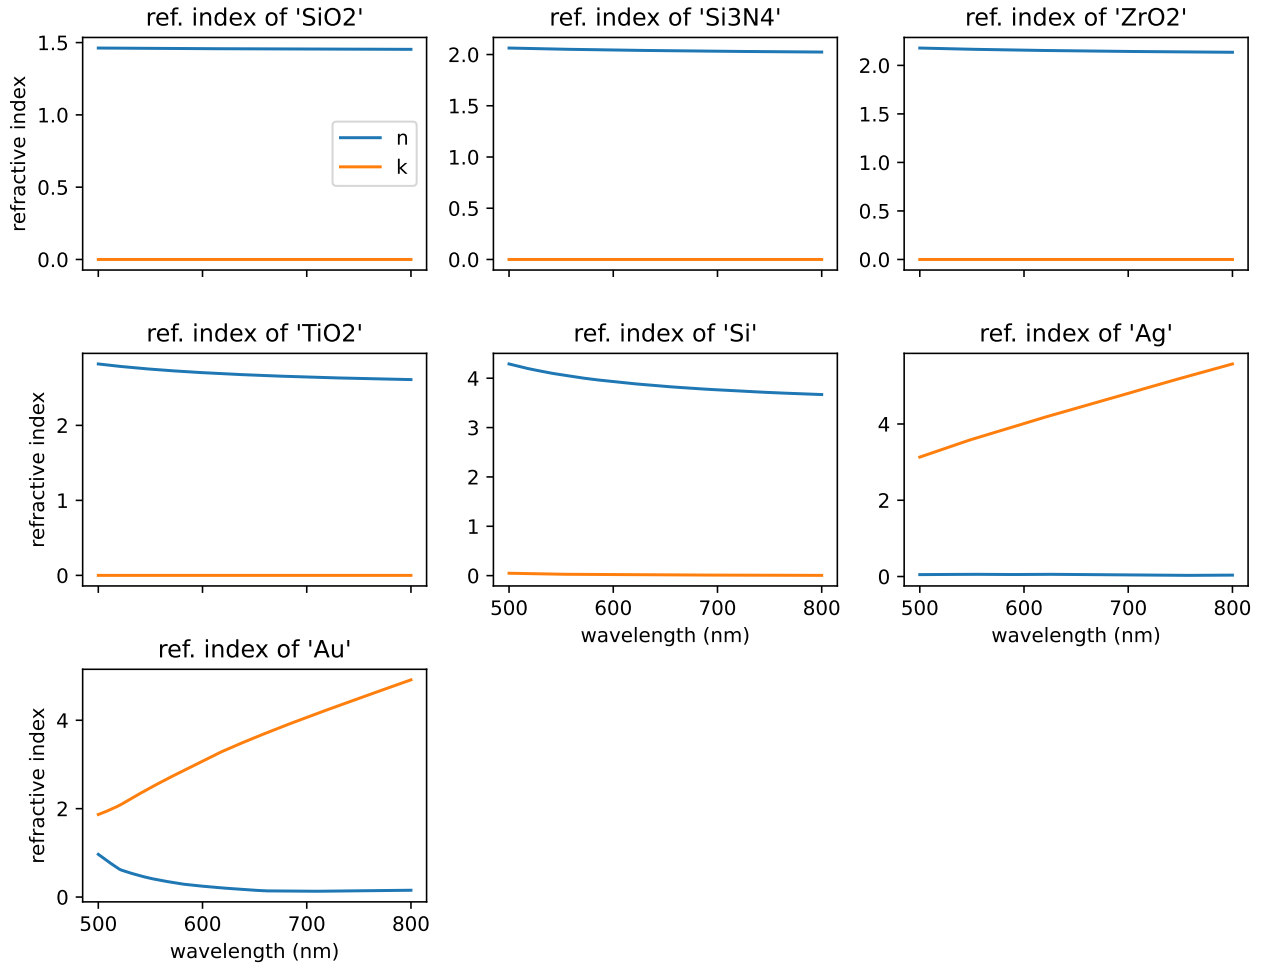 ref. index of 'SiO2'
refractive index
1.5
1.0
0.5
0.0
n
k
ref. index of 'Si3N4'
2.0
1.5
1.0
0.5
0.0
ref. index of 'ZrO2'
2.0
1.5
1.0
0.5
0.0
ref. index of 'TiO2'
refractive index
2
1
0
ref. index of 'Si'
4
3
2
1
0
500 600 700 800
wavelength (nm)
ref. index of 'Ag'
4
2
0
500 600 700 800
wavelength (nm)
ref. index of 'Au'
refractive index
4
2
0
500 600 700 800
wavelength (nm)